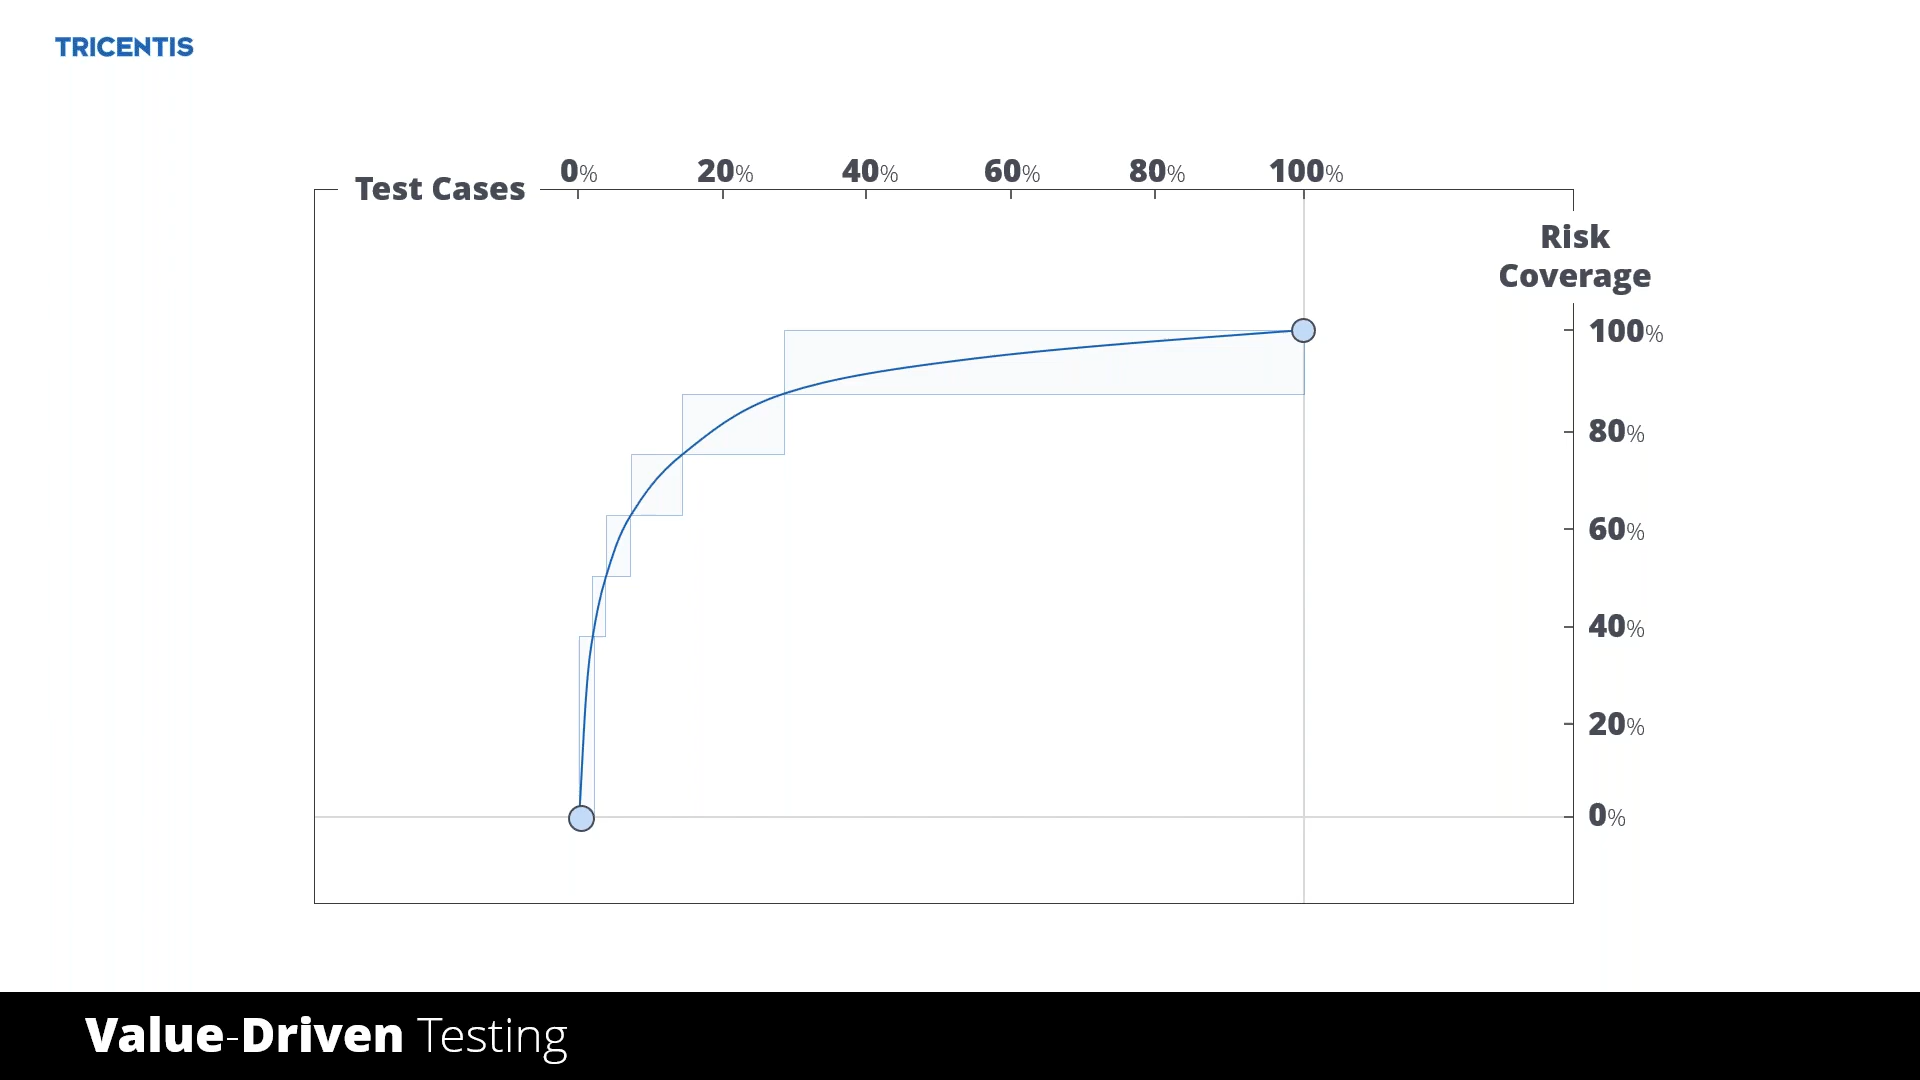 TRICENTIS
Test Cases
0% 20% 40% 60% 80% 100%
Risk
Coverage
100%
80%
60%
40%
20%
0%
Value-Driven Testing